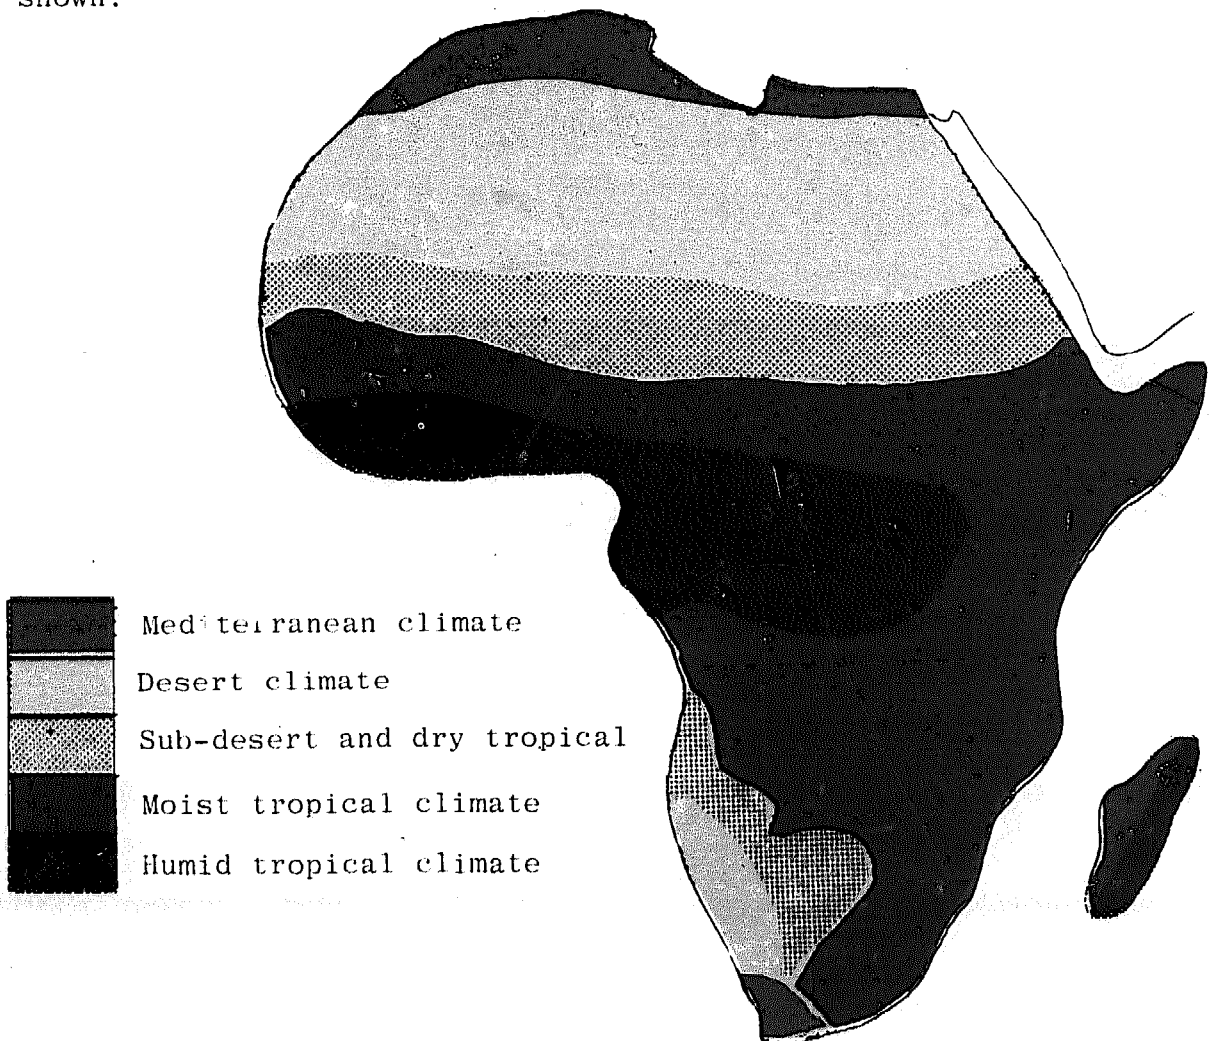 shown.
Mediterranean climate
Desert climate
Sub-desert and dry tropical
Moist tropical climate
Humid tropical climate